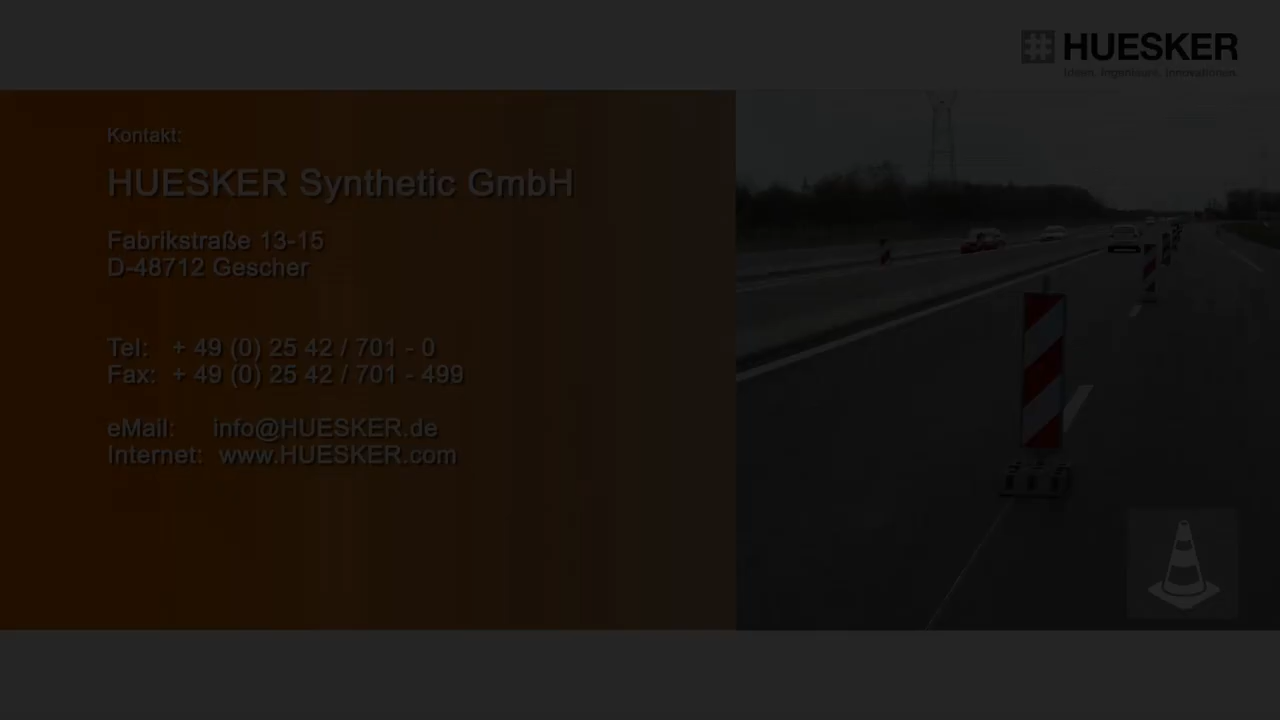 HUESKER
Ideen. Ingenieure. Innovationen.
Kontakt:
HUESKER Synthetic GmbH
Fabrikstraße 13-15
D-48712 Gescher
Tel: + 49 (0) 25 42 / 701 - 0
Fax: + 49 (0) 25 42 / 701 - 499
eMail: info@HUESKER.de
Internet: www.HUESKER.com